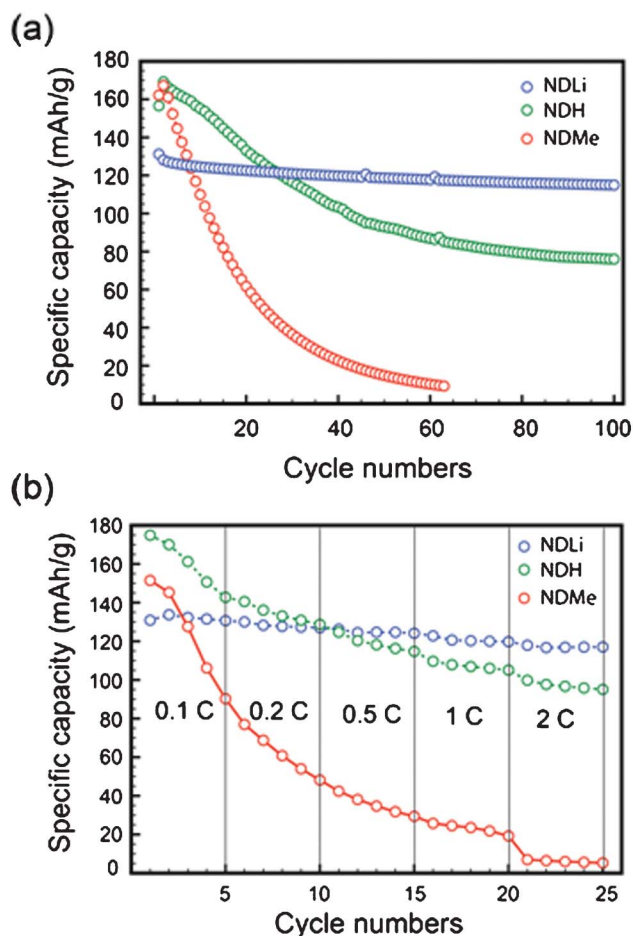 (a)
Specific capacity (mAh/g)
180
160
140
120
100
80
60
40
20
0
NDLi
NDH
NDMe
20
40
60
80
100
Cycle numbers
(b)
Specific capacity (mAh/g)
180
160
140
120
100
80
60
40
20
0
NDLi
NDH
NDMe
0.1 C
0.2 C
0.5 C
1 C
2 C
5
10
15
20
25
Cycle numbers